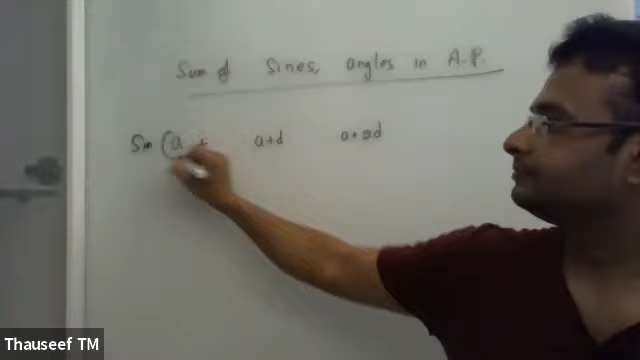 Sum of Sines, angles in A.P.
Sin (a + a+d a+2d
Thauseef TM